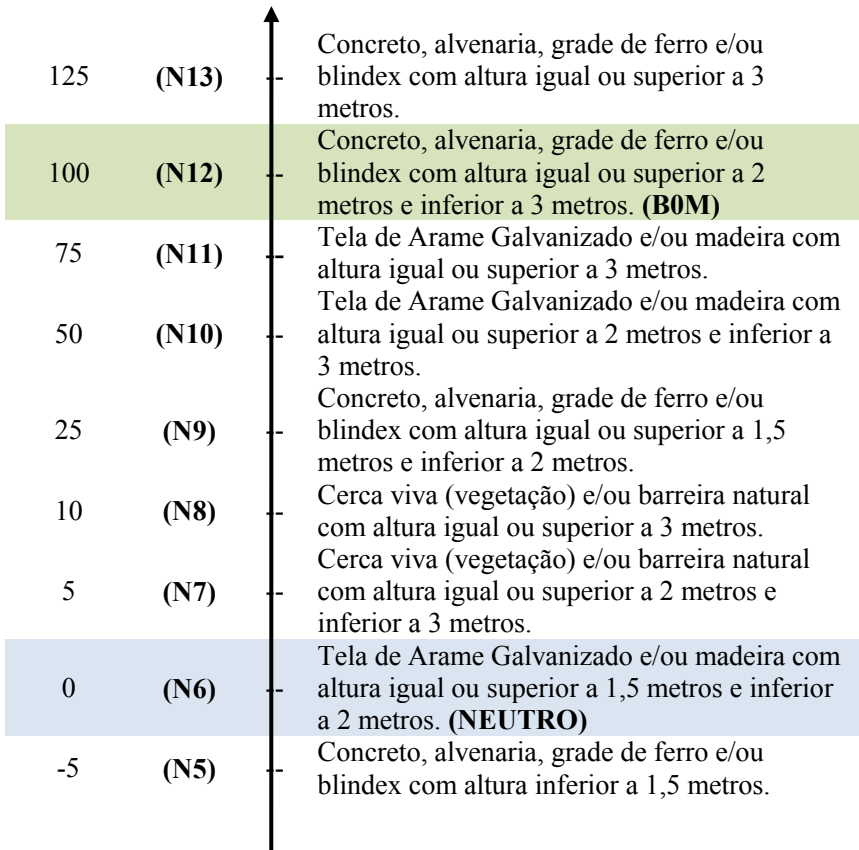 Concreto, alvenaria, grade de ferro e/ou
125 (N13) -- blindex com altura igual ou superior a 3
metros.
Concreto, alvenaria, grade de ferro e/ou
100 (N12) -- blindex com altura igual ou superior a 2
metros e inferior a 3 metros. (B0M)
75 (N11) -- Tela de Arame Galvanizado e/ou madeira com
altura igual ou superior a 3 metros.
Tela de Arame Galvanizado e/ou madeira com
50 (N10) -- altura igual ou superior a 2 metros e inferior a
3 metros.
Concreto, alvenaria, grade de ferro e/ou
25 (N9) -- blindex com altura igual ou superior a 1,5
metros e inferior a 2 metros.
10 (N8) -- Cerca viva (vegetação) e/ou barreira natural
com altura igual ou superior a 3 metros.
Cerca viva (vegetação) e/ou barreira natural
5 (N7) -- com altura igual ou superior a 2 metros e
inferior a 3 metros.
Tela de Arame Galvanizado e/ou madeira com
0 (N6) -- altura igual ou superior a 1,5 metros e inferior
a 2 metros. (NEUTRO)
-5 (N5) -- Concreto, alvenaria, grade de ferro e/ou
blindex com altura inferior a 1,5 metros.